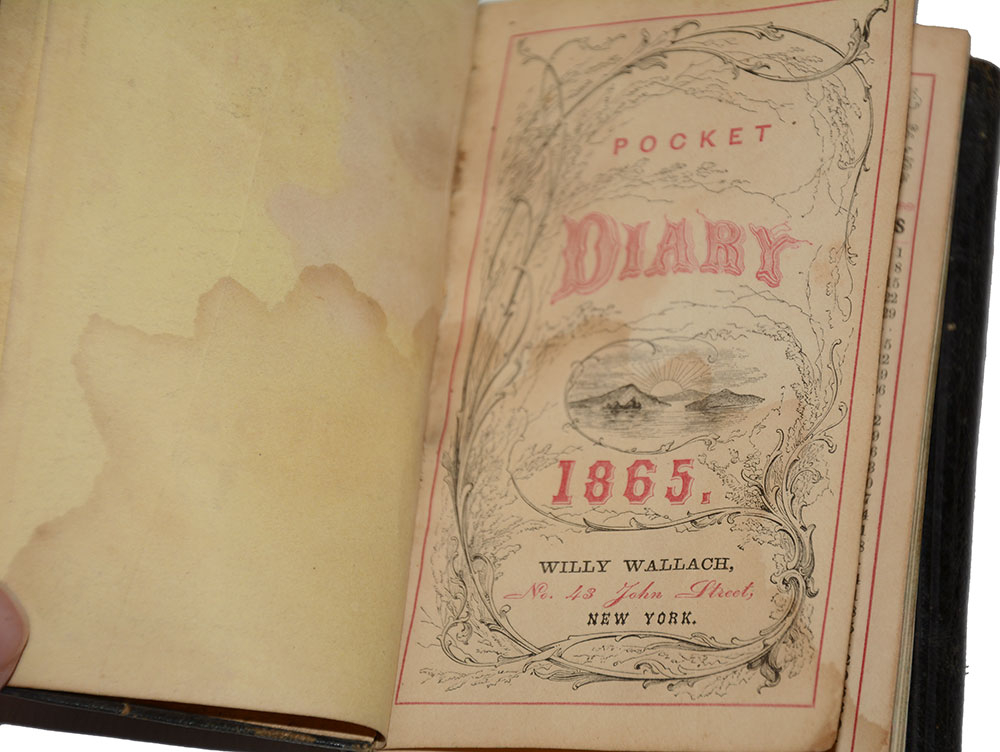 POCKET
DIARY
1865.
WILLY WALLACH,
No. 43 John Street,
NEW YORK.